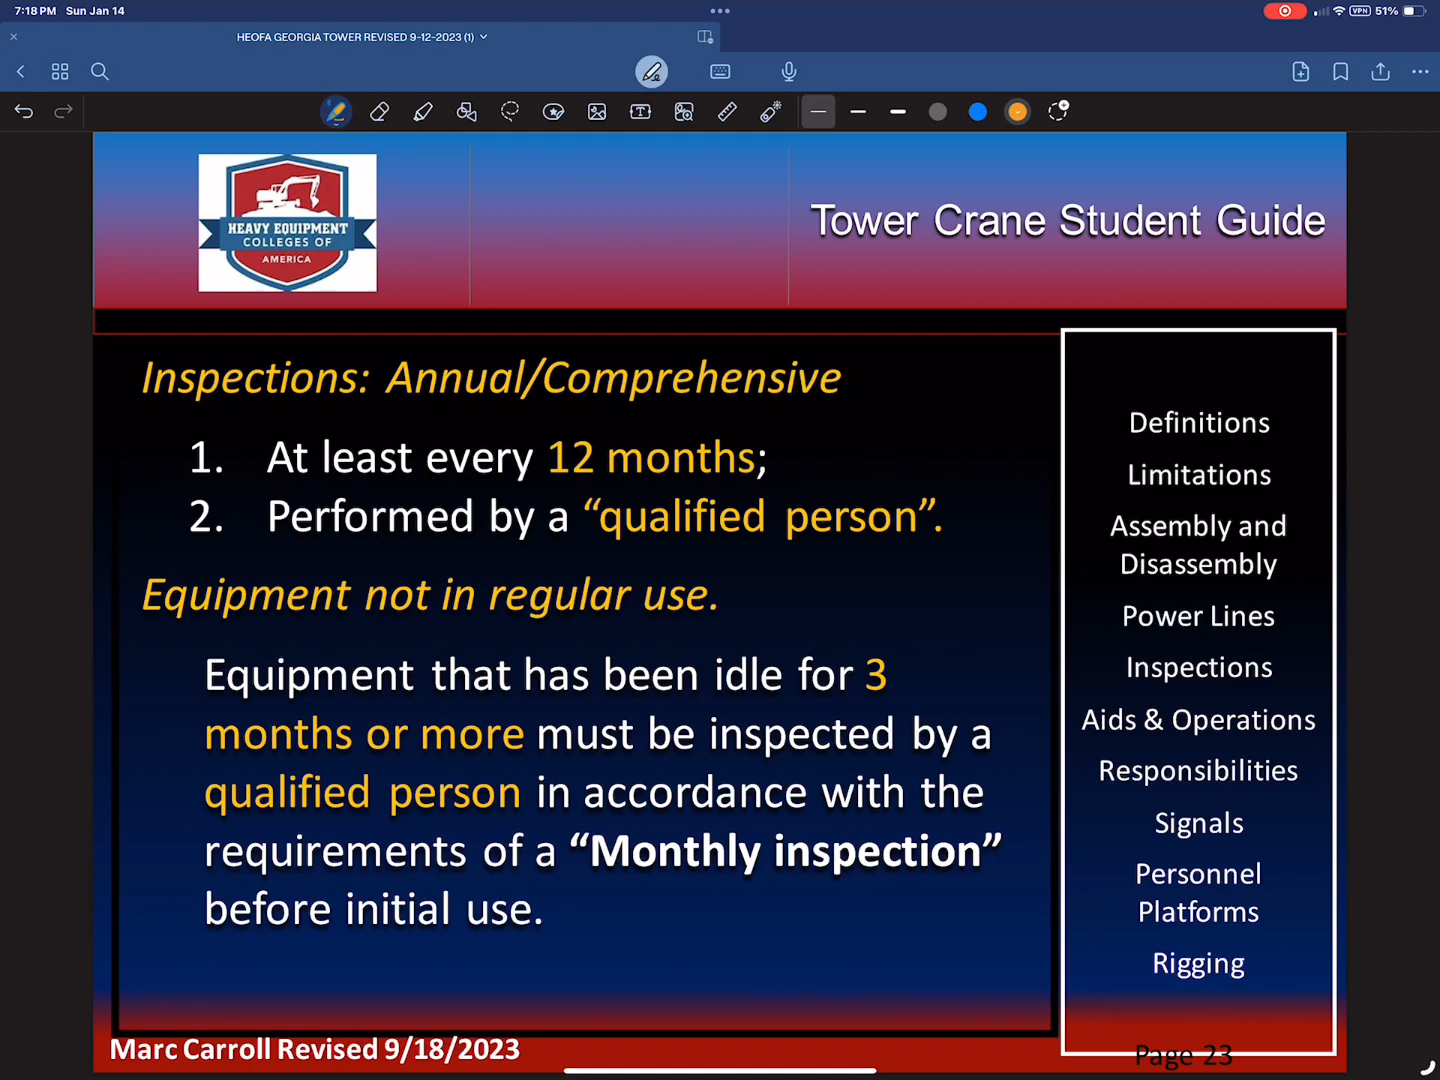 7:18 PM Sun Jan 14
51%
VPN
HEOFA GEORGIA TOWER REVISED 9-12-2023 (1)
HEAVY EQUIPMENT
COLLEGES OF
AMERICA
Tower Crane Student Guide
Inspections: Annual/Comprehensive
1. At least every 12 months;
2. Performed by a “qualified person”.
Equipment not in regular use.
Equipment that has been idle for 3
months or more must be inspected by a
qualified person in accordance with the
requirements of a “Monthly inspection”
before initial use.
Definitions
Limitations
Assembly and
Disassembly
Power Lines
Inspections
Aids & Operations
Responsibilities
Signals
Personnel
Platforms
Rigging
Marc Carroll Revised 9/18/2023
Page 23